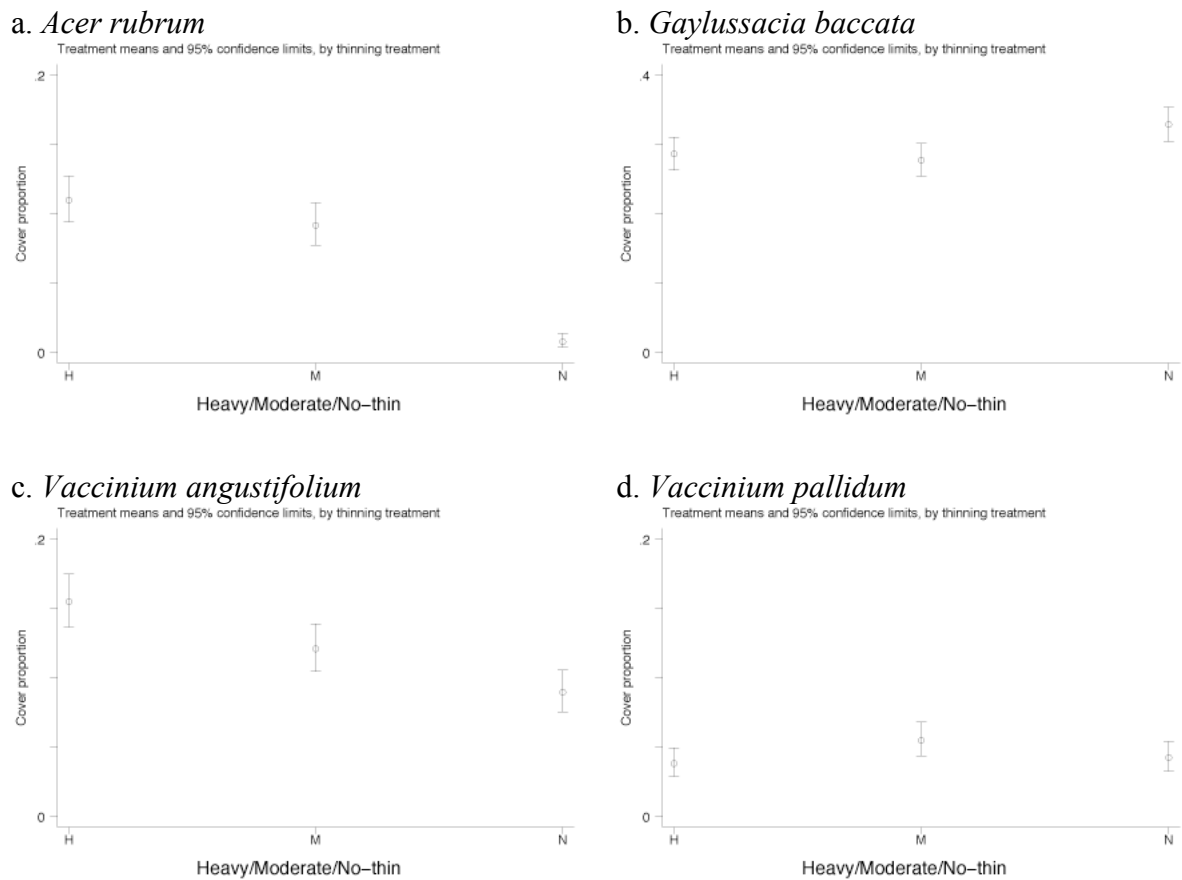 a. Acer rubrum
Treatment means and 95% confidence limits, by thinning treatment
.2
Cover proportion
0
H M N
Heavy/Moderate/No−thin
b. Gaylussacia baccata
Treatment means and 95% confidence limits, by thinning treatment
.4
Cover proportion
0
H M N
Heavy/Moderate/No−thin
c. Vaccinium angustifolium
Treatment means and 95% confidence limits, by thinning treatment
.2
Cover proportion
0
H M N
Heavy/Moderate/No−thin
d. Vaccinium pallidum
Treatment means and 95% confidence limits, by thinning treatment
.2
Cover proportion
0
H M N
Heavy/Moderate/No−thin